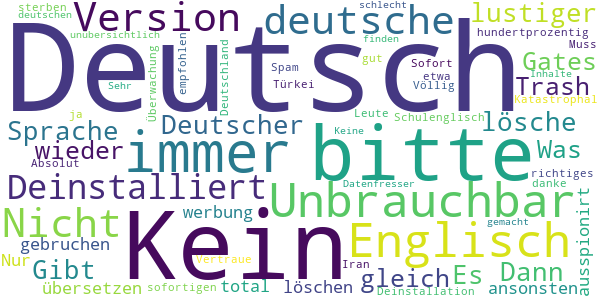 sterben
deutschen
Version
deutsche
schlecht
lustiger
unübersichtlich
hundertprozentig
Deutsch
Überwachung
empfohlen
Deutschland
Spam
Türkei
gut
finden
Sofort
etwa
Völlig
Muss
Gates
Inhalte
Trash
Sehr
Katastrophal
ja
Sprache
Deutscher
Leute
Schulenglisch
lösche
wieder
Absolut
immer
Keine
bitte
Was
Deinstalliert
Datenfresser
richtiges
Unbrauchbar
danke
ausspioniert
Nicht
Kein
werbung
gemacht
gebruchen
Englisch
Nur
Gibt
Vertraue
Iran
gleich
Es
Dann
übersetzen
sofortigen
total
löschen
Deinstallation
ansonsten